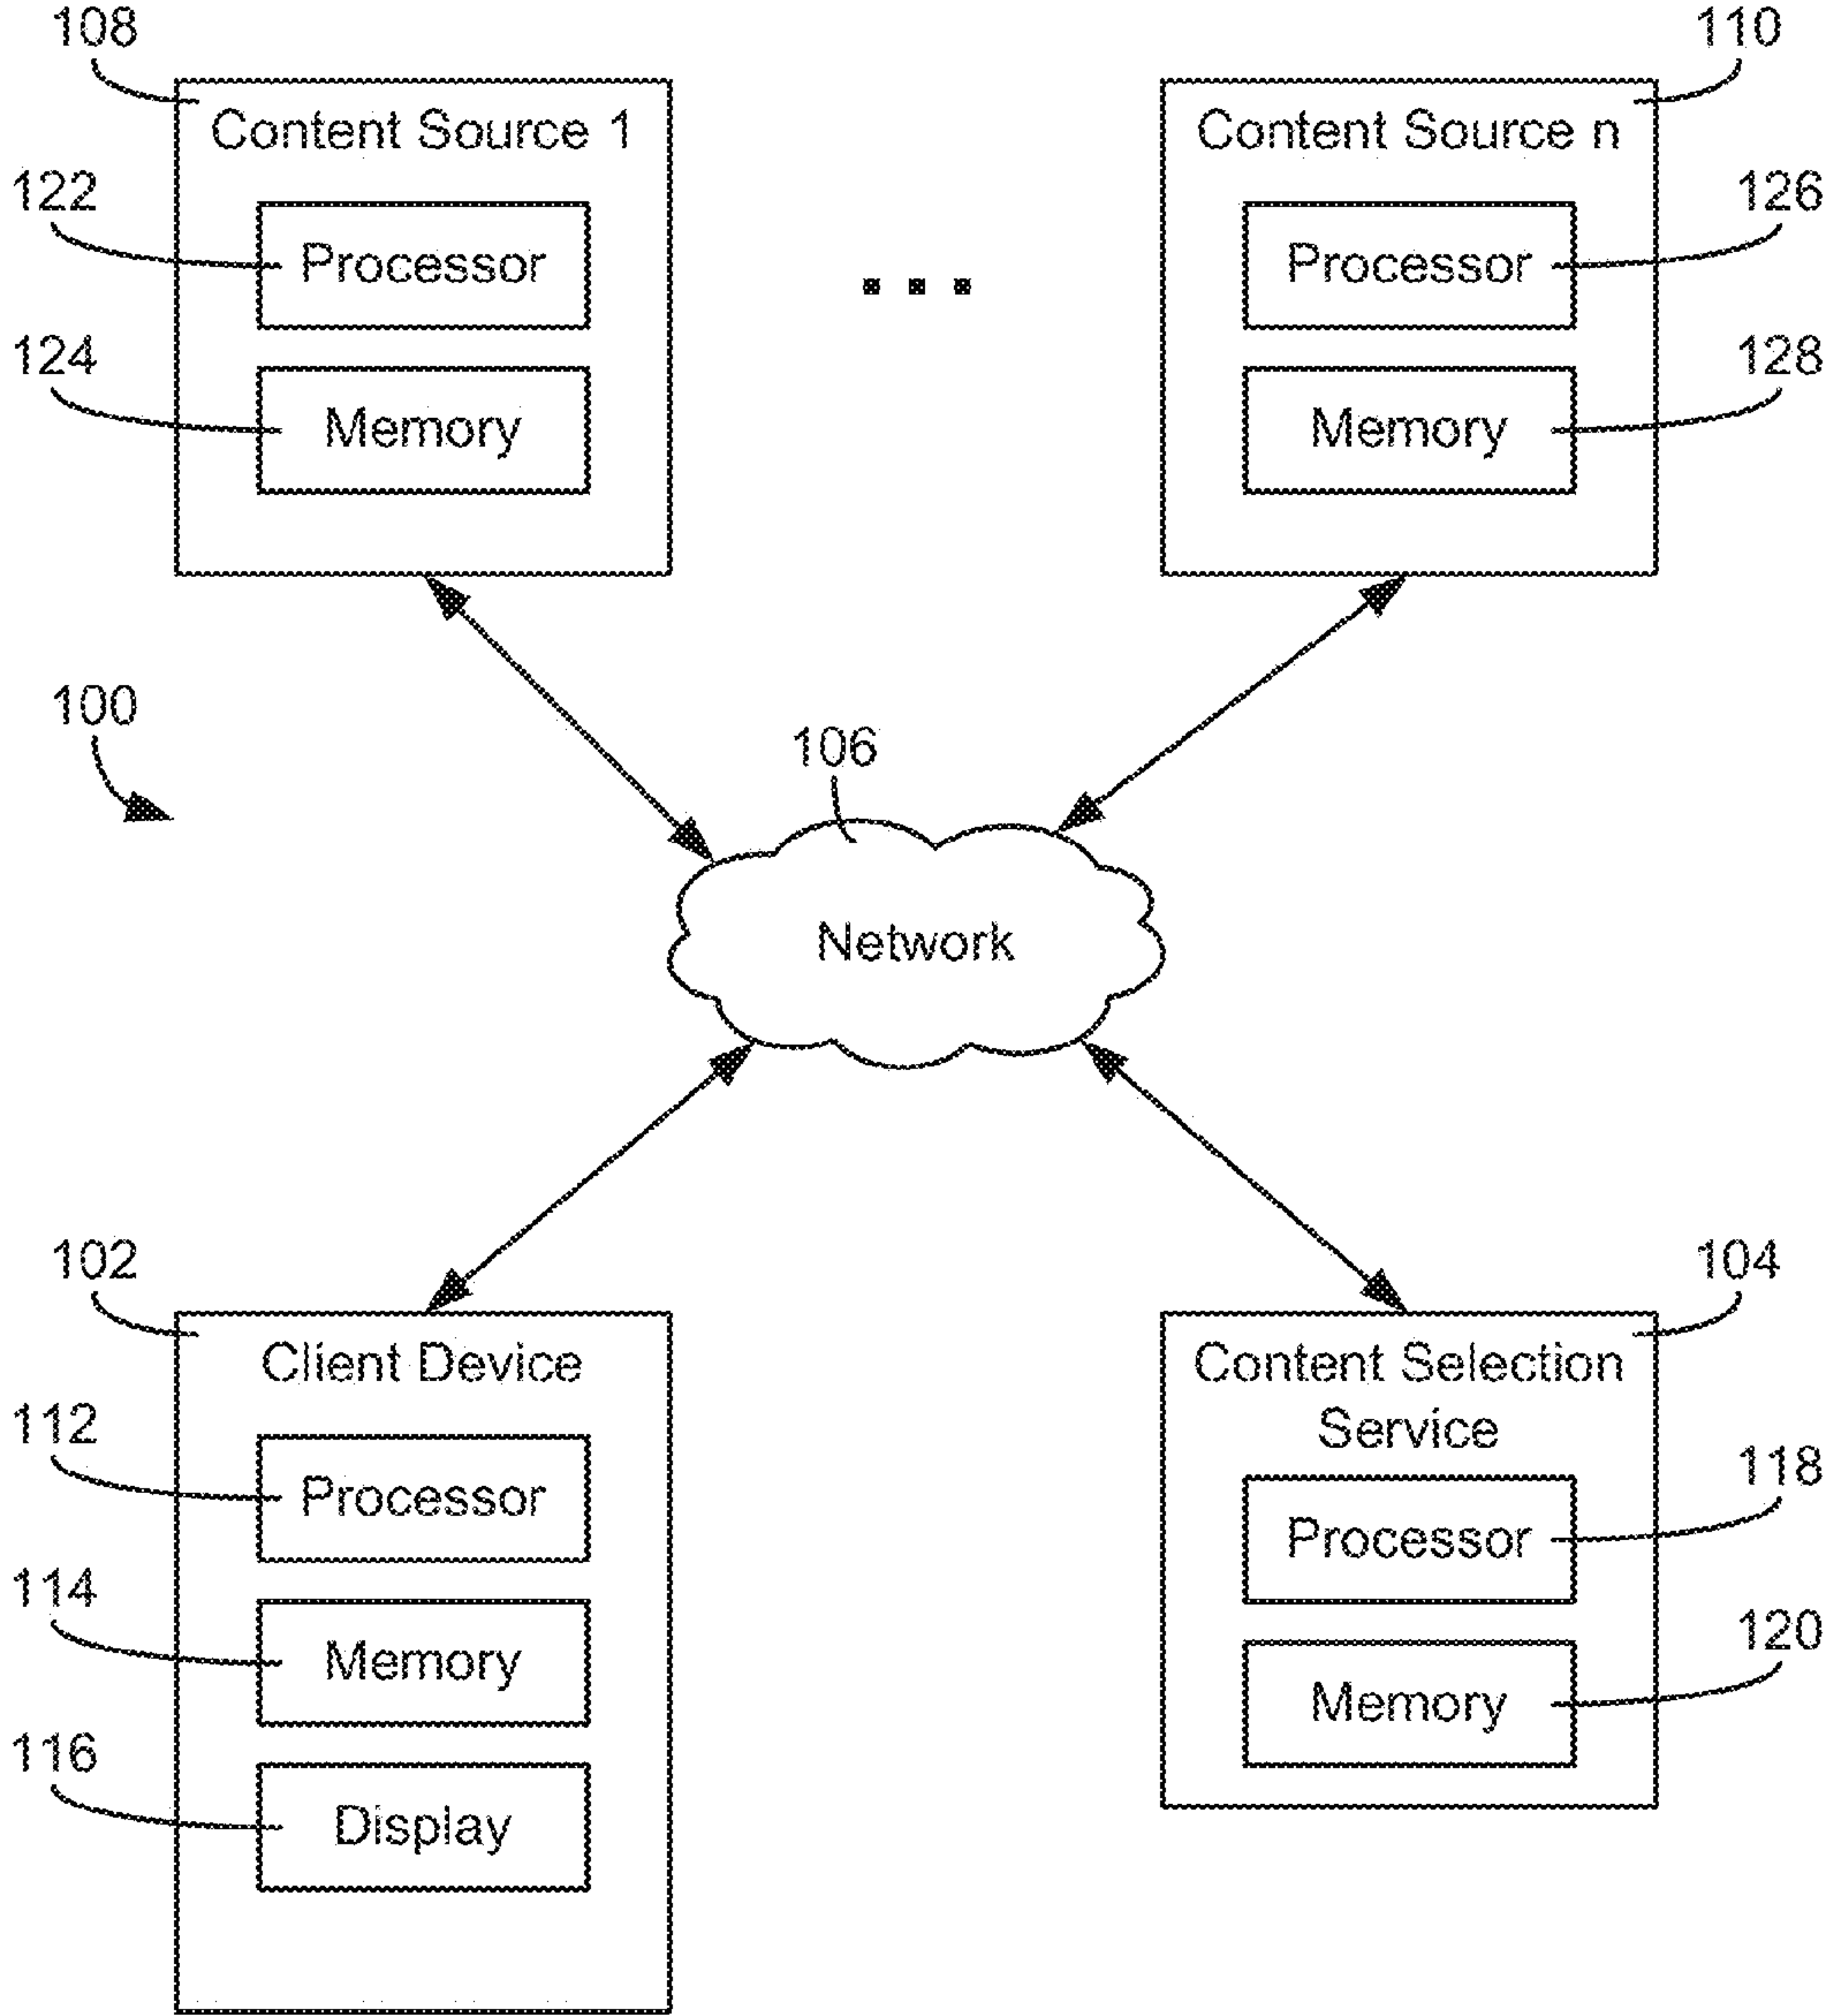 108
110
Content Source 1
Content Source n
122
Processor
Processor
126
124
Memory
Memory
128
...
100
106
Network
102
104
Client Device
Content Selection
Service
112
Processor
Processor
118
114
Memory
Memory
120
116
Display